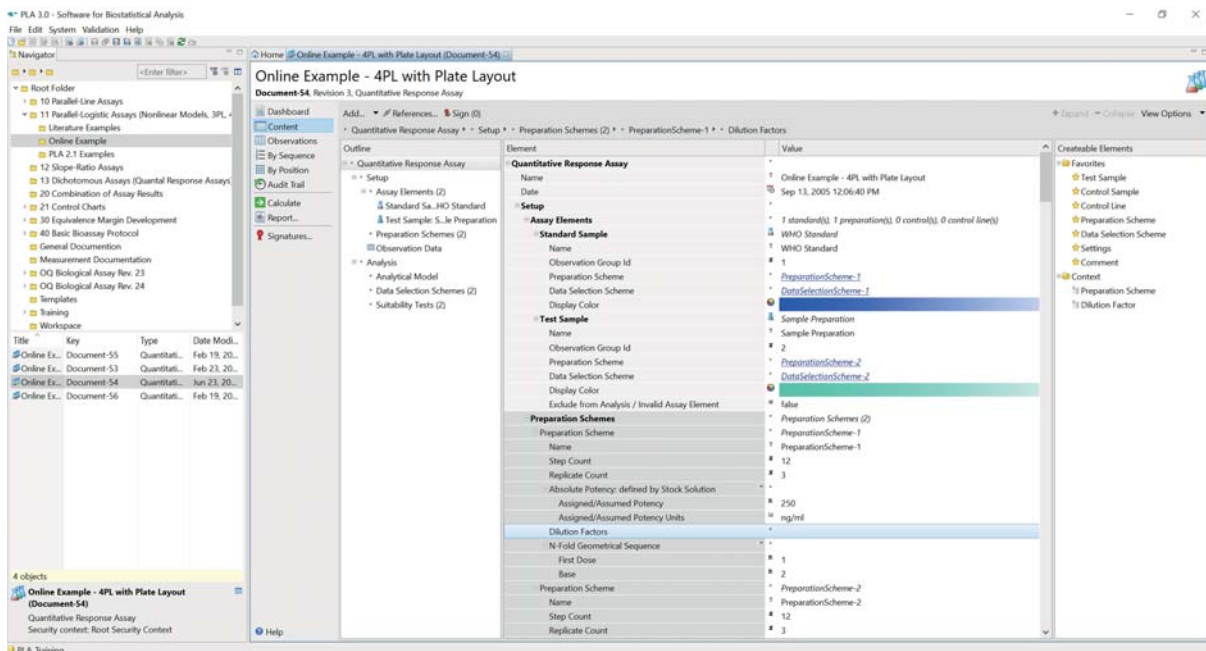 PLA 3.0 - Software for Biostatistical Analysis
File Edit System Validation Help
Navigator
<Enter filter>
Root Folder
10 Parallel-Line Assays
11 Parallel-Logistic Assays (Nonlinear Models, 3PL,
Literature Examples
Online Example
PLA 2.1 Examples
12 Slope-Ratio Assays
13 Dichotomous Assays (Quantal Response Assays)
20 Combination of Assay Results
21 Control Charts
30 Equivalence Margin Development
40 Basic Bioassay Protocol
General Documention
Measurement Documentation
OQ Biological Assay Rev. 23
OQ Biological Assay Rev. 24
Templates
Training
Workspace
Title Key Type Date Modi...
Online Ex... Document-55 Quantitati... Feb 19, 20...
Online Ex... Document-53 Quantitati... Feb 23, 20...
Online Ex... Document-54 Quantitati... Jun 23, 20...
Online Ex... Document-56 Quantitati... Feb 19, 20...
4 objects
Online Example - 4PL with Plate Layout
(Document-54)
Quantitative Response Assay
Security context: Root Security Context
PLA Training
Home Online Example - 4PL with Plate Layout (Document-54)
Online Example - 4PL with Plate Layout
Document-54, Revision 3, Quantitative Response Assay
Dashboard
Content
Observations
By Sequence
By Position
Audit Trail
Calculate
Report...
Signatures...
Help
Add... References... Sign (0)
Expand Collapse View Options
Quantitative Response Assay Setup Preparation Schemes (2) PreparationScheme-1 Dilution Factors
Outline
Quantitative Response Assay
Setup
Assay Elements (2)
Standard Sa...HO Standard
Test Sample: S...le Preparation
Preparation Schemes (2)
Observation Data
Analysis
Analytical Model
Data Selection Schemes (2)
Suitability Tests (2)
Element Value
Quantitative Response Assay
Name Online Example - 4PL with Plate Layout
Date Sep 13, 2005 12:06:40 PM
Setup
Assay Elements 1 standard(s), 1 preparation(s), 0 control(s), 0 control line(s)
Standard Sample WHO Standard
Name WHO Standard
Observation Group Id 1
Preparation Scheme PreparationScheme-1
Data Selection Scheme DataSelectionScheme-1
Display Color
Test Sample Sample Preparation
Name Sample Preparation
Observation Group Id 2
Preparation Scheme PreparationScheme-2
Data Selection Scheme DataSelectionScheme-2
Display Color
Exclude from Analysis / Invalid Assay Element false
Preparation Schemes Preparation Schemes (2)
Preparation Scheme PreparationScheme-1
Name PreparationScheme-1
Step Count 12
Replicate Count 3
Absolute Potency: defined by Stock Solution
Assigned/Assumed Potency 250
Assigned/Assumed Potency Units ng/ml
Dilution Factors
N-Fold Geometrical Sequence
First Dose 1
Base 2
Preparation Scheme PreparationScheme-2
Name PreparationScheme-2
Step Count 12
Replicate Count 3
Createable Elements
Favorites
Test Sample
Control Sample
Control Line
Preparation Scheme
Data Selection Scheme
Settings
Comment
Context
Preparation Scheme
Dilution Factor